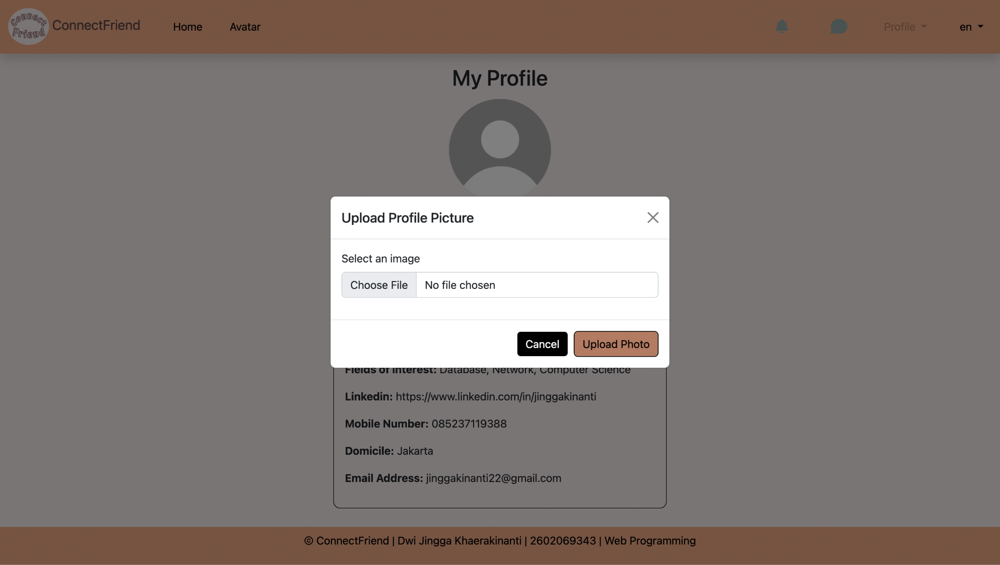 Connect
Friend
ConnectFriend
Home
Avatar
Profile
en
My Profile
Upload Profile Picture
Select an image
Choose File
No file chosen
Cancel
Upload Photo
Fields of Interest: Database, Network, Computer Science
Linkedin: https://www.linkedin.com/in/jinggakinanti
Mobile Number: 085237119388
Domicile: Jakarta
Email Address: jinggakinanti22@gmail.com
© ConnectFriend | Dwi Jingga Khaerakinanti | 2602069343 | Web Programming